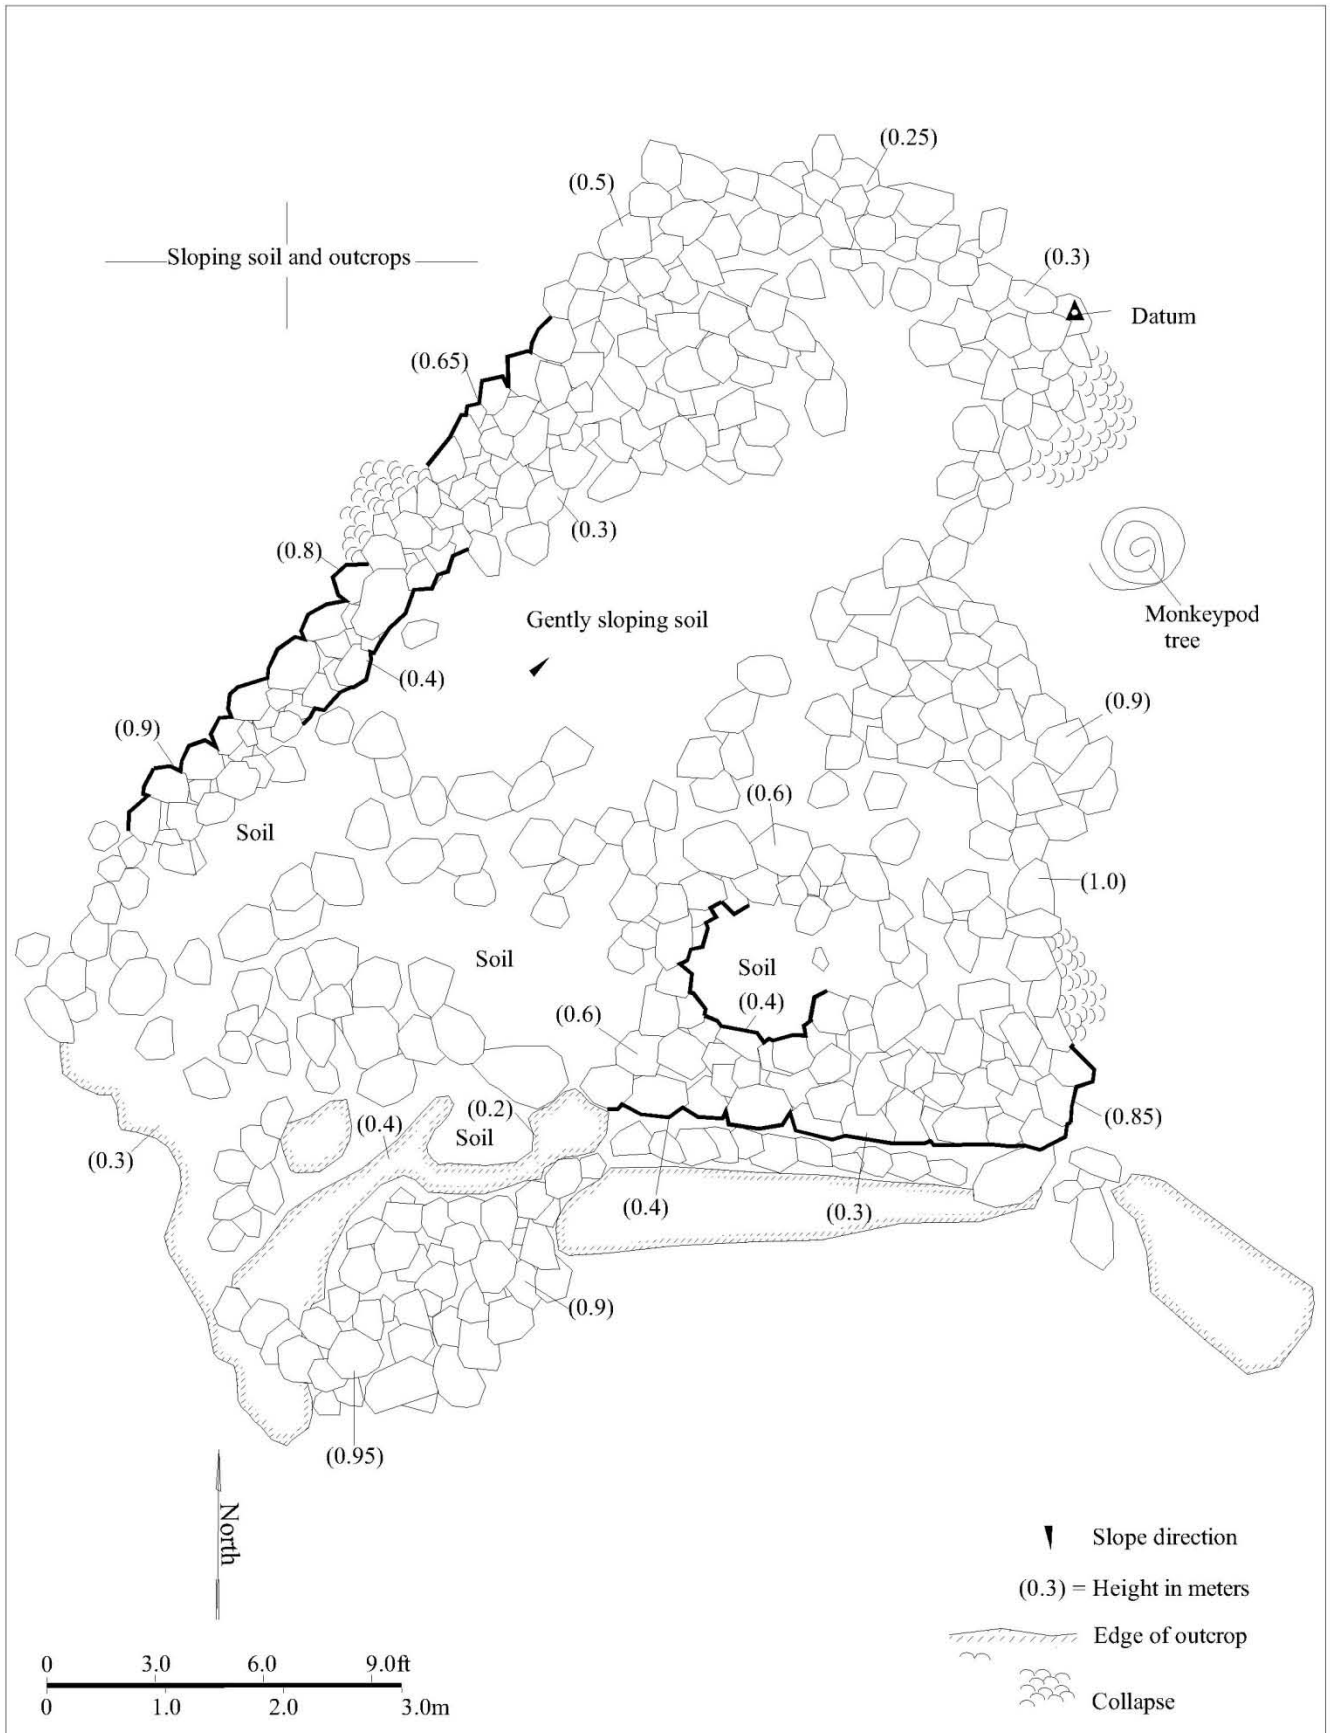 (0.25)
(0.5)
Sloping soil and outcrops
(0.3)
Datum
(0.65)
(0.3)
(0.8)
Gently sloping soil
Monkeypod
tree
(0.4)
(0.9)
(0.9)
(0.6)
Soil
(1.0)
Soil
Soil
(0.4)
(0.6)
(0.2)
(0.4)
Soil
(0.85)
(0.3)
(0.4)
(0.3)
(0.9)
(0.95)
North
Slope direction
(0.3) = Height in meters
Edge of outcrop
Collapse
0 3.0 6.0 9.0ft
0 1.0 2.0 3.0m